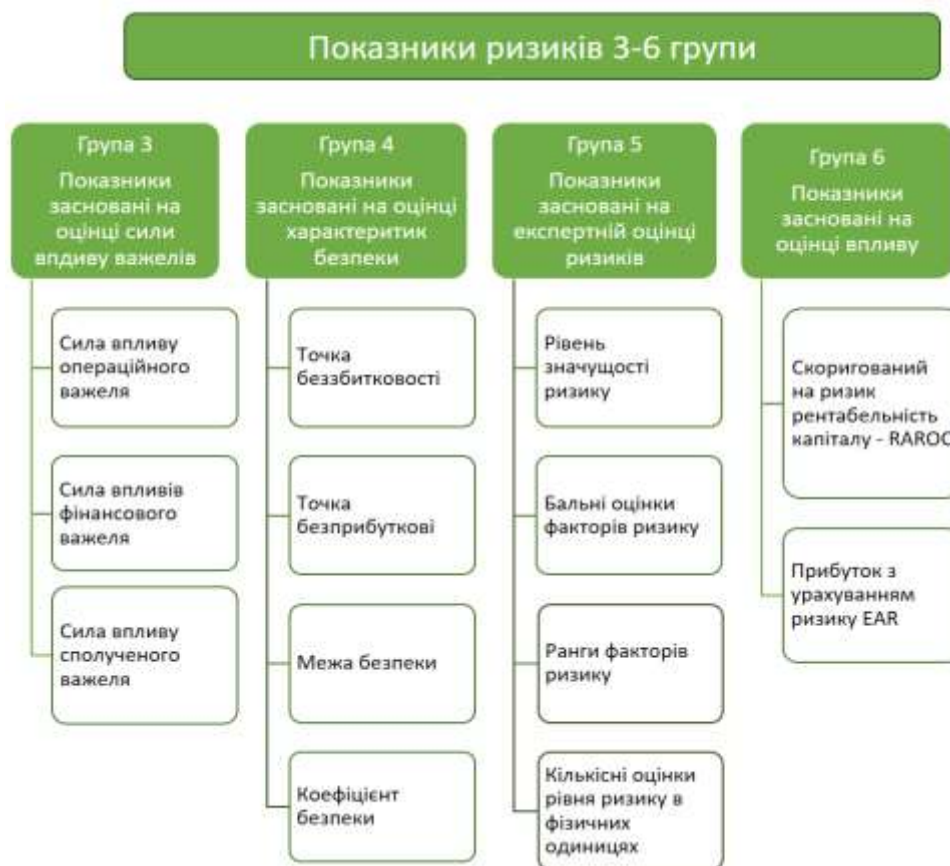 Показники ризиків 3-6 групи
Група 3
Показники
засновані на
оцінці сили
впдиву важелів
Сила впливу
операційного
важеля
Сила впливів
фінансового
важеля
Сила впливу
сполученого
важеля
Група 4
Показники
засновані на оцінці
характеритик
безпеки
Точка
беззбитковості
Точка
безприбуткові
Межа безпеки
Коефіцієнт
безпеки
Група 5
Показники
засновані на
експертній оцінці
ризиків
Рівень
значущості
ризику
Бальні оцінки
факторів ризику
Ранги факторів
ризику
Кількісні оцінки
рівня ризику в
фізичних
одиницях
Група 6
Показники
засновані на
оцінці впливу
Скоригований
на ризик
рентабельність
капіталу - RAROC
Прибуток з
урахуванням
ризику EAR